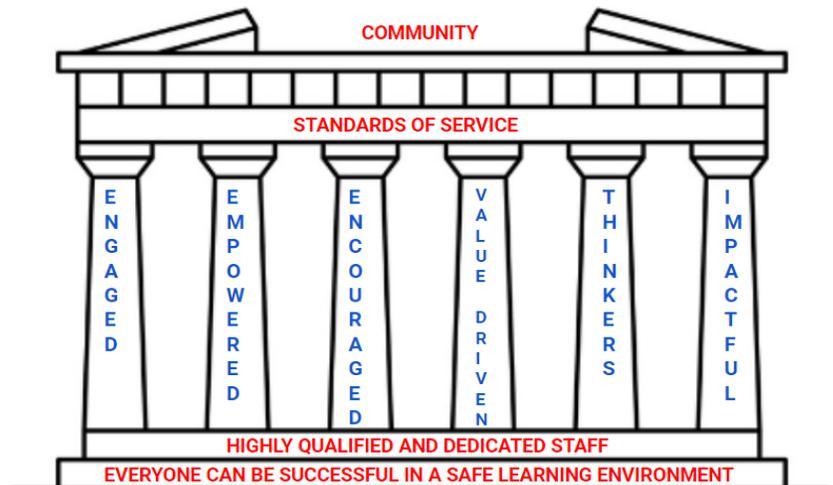 COMMUNITY
STANDARDS OF SERVICE
ENGAGED
EMPOWERED
ENCOURAGED
VALUE DRIVEN
THINKERS
IMPACTFUL
HIGHLY QUALIFIED AND DEDICATED STAFF
EVERYONE CAN BE SUCCESSFUL IN A SAFE LEARNING ENVIRONMENT